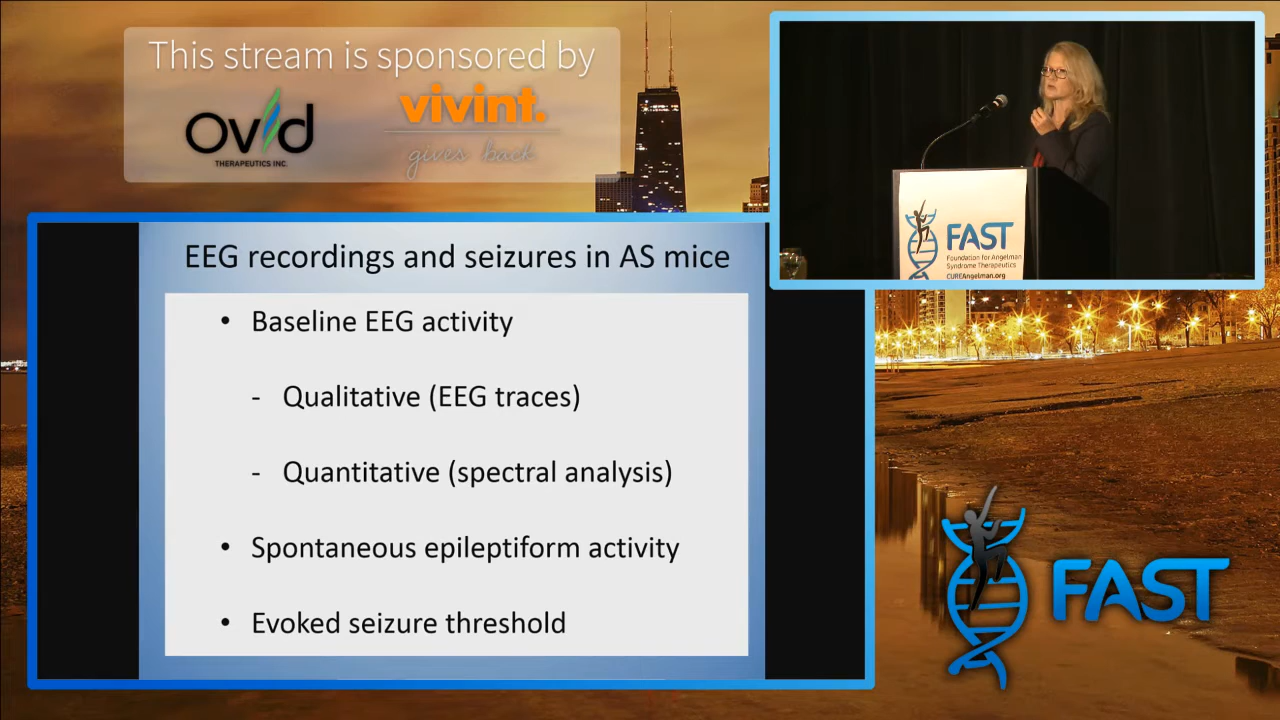 This stream is sponsored by
ovid
THERAPEUTICS INC.
vivint.
gives back
EEG recordings and seizures in AS mice
• Baseline EEG activity
- Qualitative (EEG traces)
- Quantitative (spectral analysis)
• Spontaneous epileptiform activity
• Evoked seizure threshold
FAST
Foundation for Angelman
Syndrome Therapeutics
CUREAngelman.org
FAST